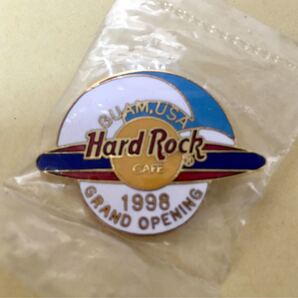 GUAM, USA
Hard Rock
CAFE
®
1998
GRAND OPENING